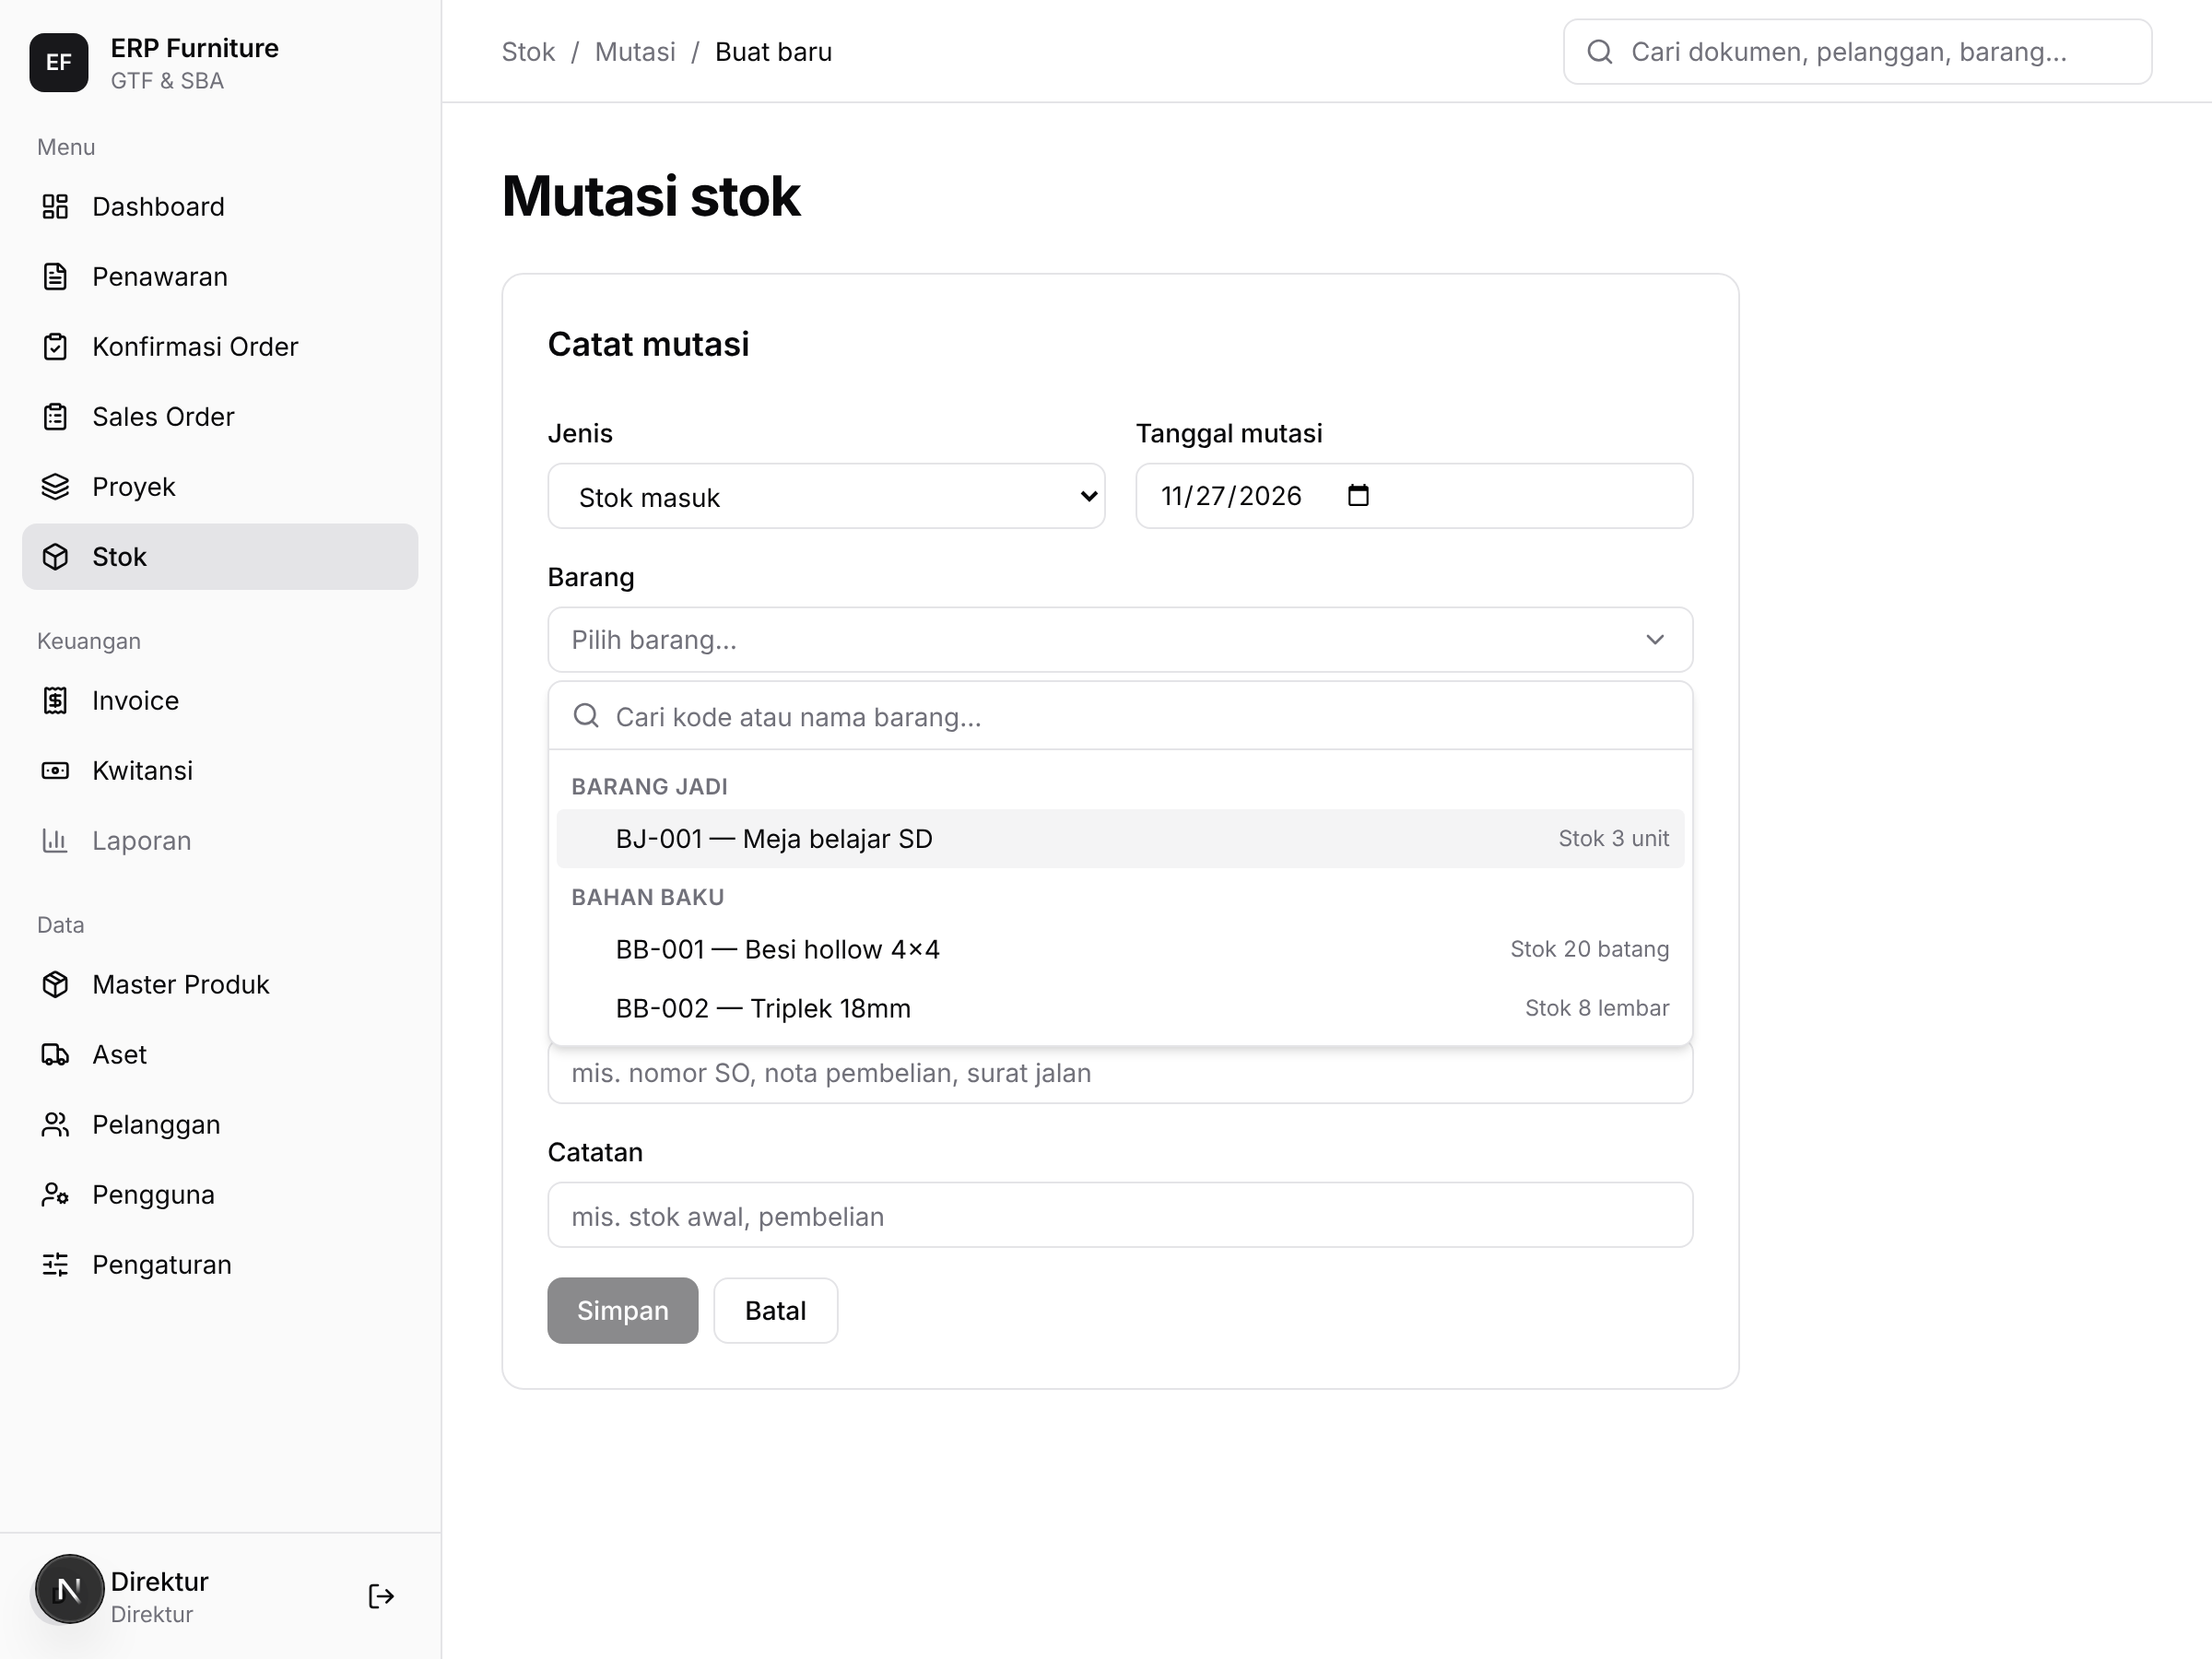 EF
ERP Furniture
GTF & SBA
Menu
Dashboard
Penawaran
Konfirmasi Order
Sales Order
Proyek
Stok
Keuangan
Invoice
Kwitansi
Laporan
Data
Master Produk
Aset
Pelanggan
Pengguna
Pengaturan
N
Direktur
Direktur
Stok / Mutasi / Buat baru
Cari dokumen, pelanggan, barang...
Mutasi stok
Catat mutasi
Jenis
Tanggal mutasi
Stok masuk
11/27/2026
Barang
Pilih barang...
Cari kode atau nama barang...
BARANG JADI
BJ-001 — Meja belajar SD Stok 3 unit
BAHAN BAKU
BB-001 — Besi hollow 4×4 Stok 20 batang
BB-002 — Triplek 18mm Stok 8 lembar
mis. nomor SO, nota pembelian, surat jalan
Catatan
mis. stok awal, pembelian
Simpan
Batal